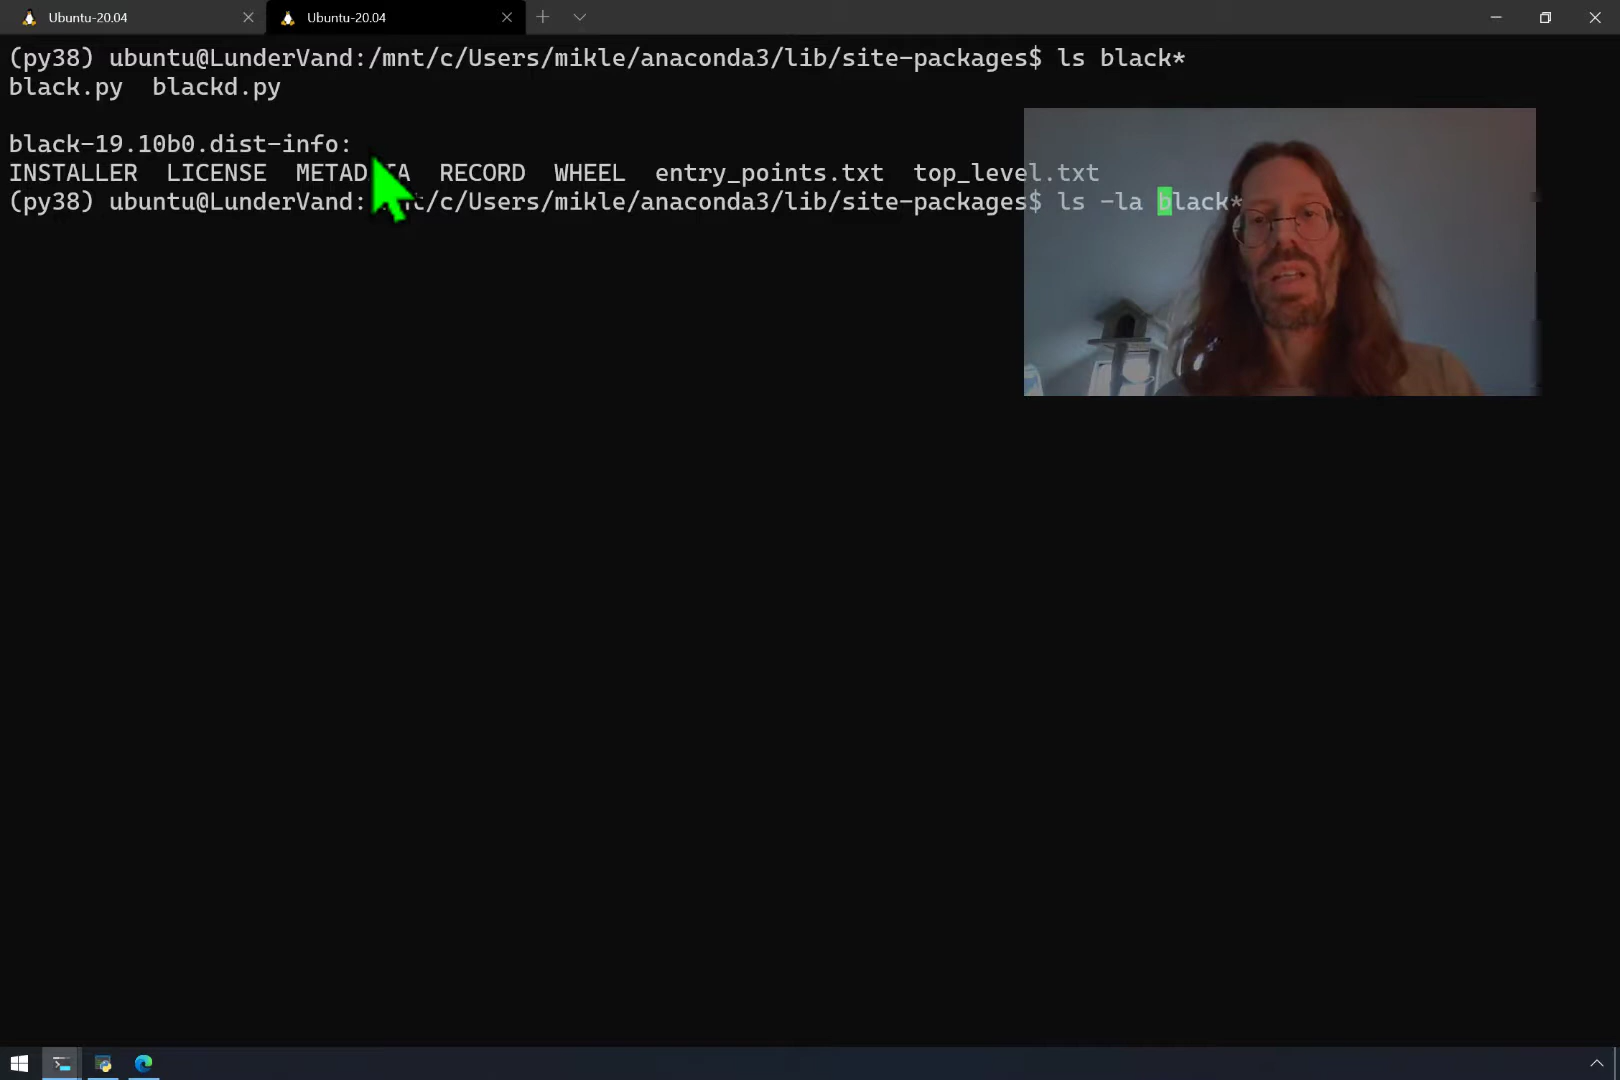 Ubuntu-20.04
Ubuntu-20.04
(py38) ubuntu@LunderVand:/mnt/c/Users/mikle/anaconda3/lib/site-packages$ ls black*
black.py  blackd.py
black-19.10b0.dist-info:
INSTALLER  LICENSE  METADATA  RECORD  WHEEL  entry_points.txt  top_level.txt
(py38) ubuntu@LunderVand:/mnt/c/Users/mikle/anaconda3/lib/site-packages$ ls -la black*